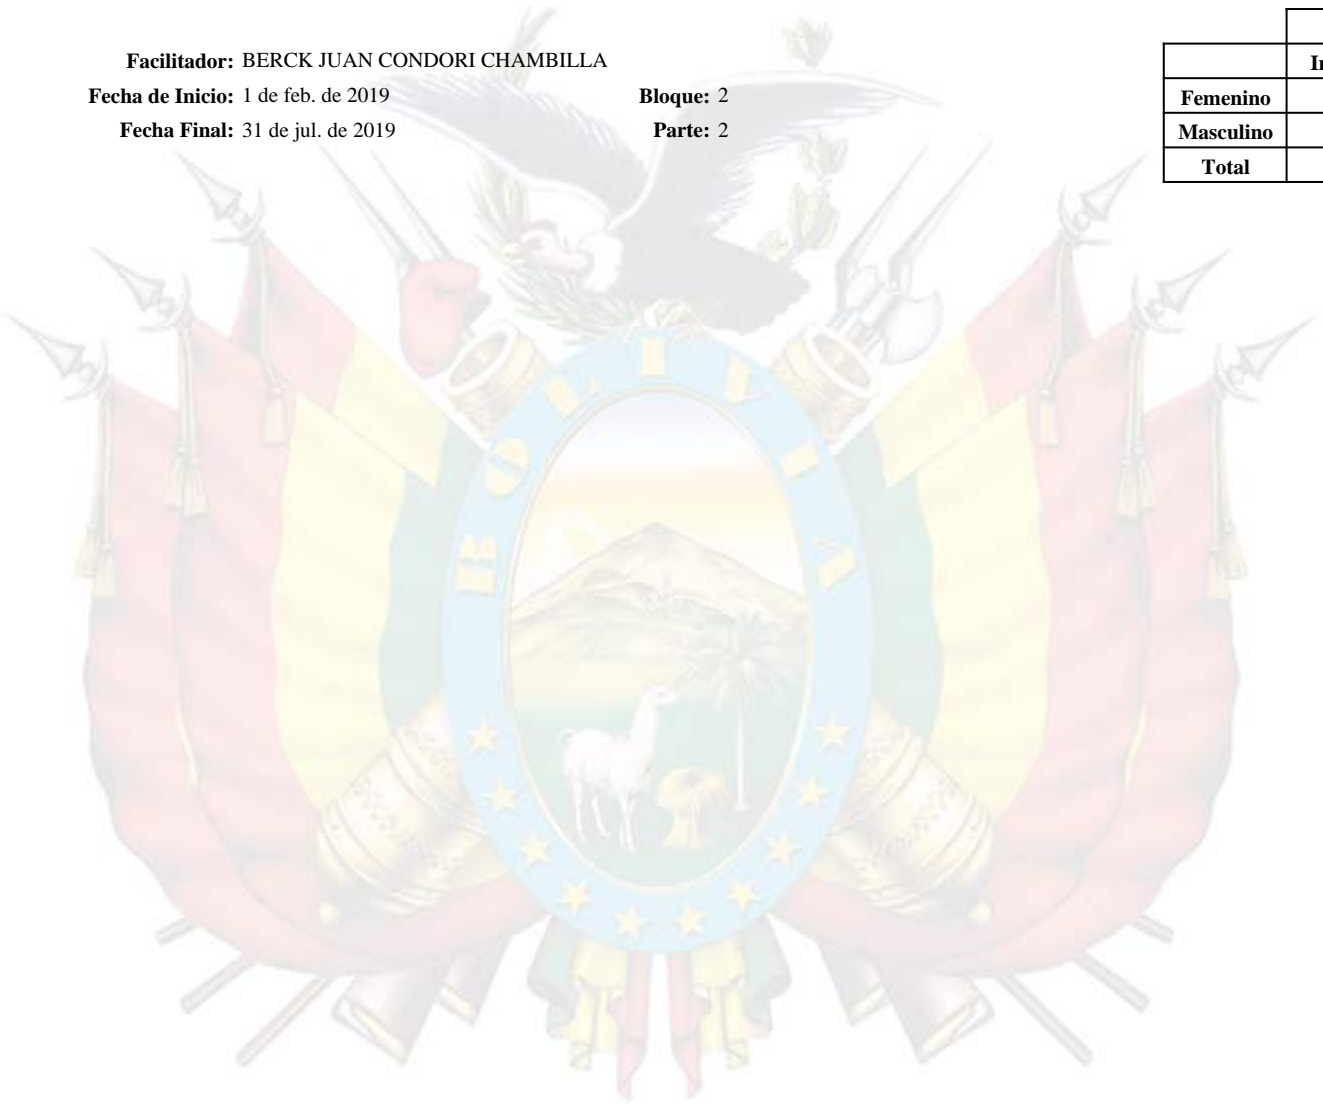 Facilitador: BERCK JUAN CONDORI CHAMBILLA
Fecha de Inicio: 1 de feb. de 2019 Bloque: 2
Fecha Final: 31 de jul. de 2019 Parte: 2
Femenino
Masculino
Total
BOLIVIA